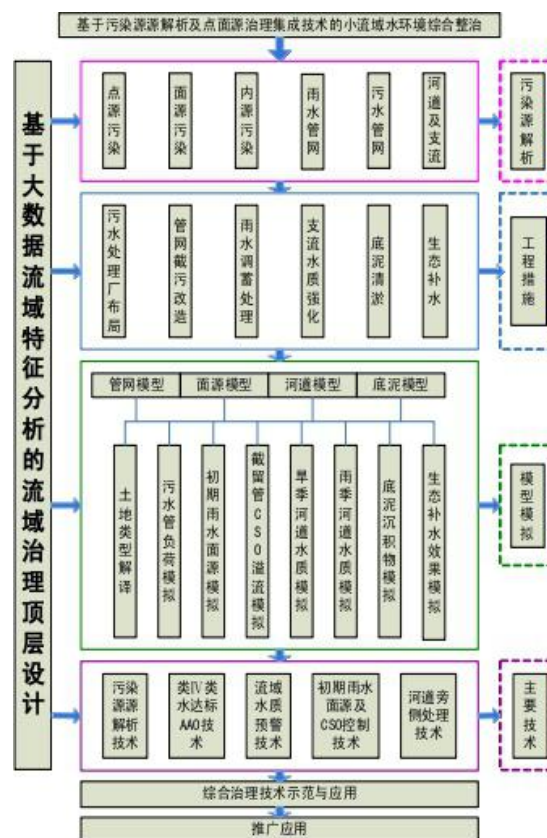 基于污染源源解析及点面源治理集成技术的小流域水环境综合整治
基于大数据流域特征分析的流域治理顶层设计
点源污染
面源污染
内源污染
雨水管网
污水管网
河道及支流
污染源解析
污水处理厂布局
管网截污改造
雨水调蓄处理
支流水质强化
底泥清淤
生态补水
工程措施
管网模型
面源模型
河道模型
底泥模型
土地类型解译
污水管负荷模拟
初期雨水面源模拟
截留管CSO溢流模拟
旱季河道水质模拟
雨季河道水质模拟
底泥沉积物模拟
生态补水效果模拟
模型模拟
污染源
源解析
技术
类IV类
水达标
AAO技
术
流域
水质
预警
技术
初期雨水
面源及
CSO控制
技术
河道旁
侧处理
技术
主要技术
综合治理技术示范与应用
推广应用